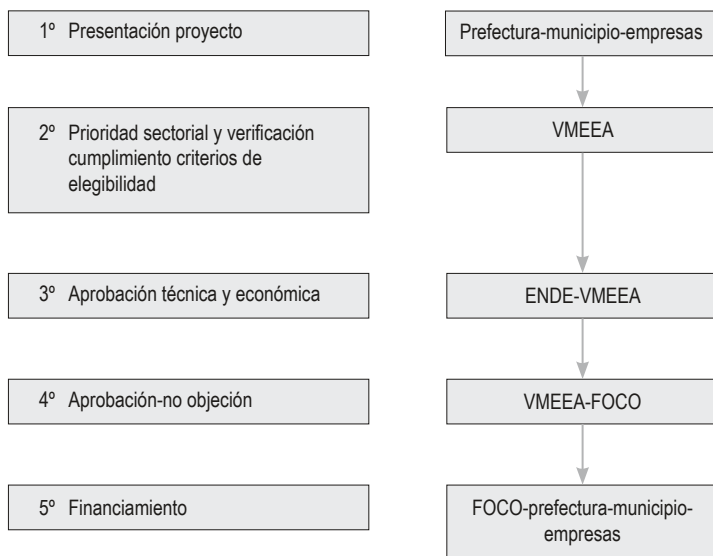 1º Presentación proyecto
Prefectura-municipio-empresas
2º Prioridad sectorial y verificación
cumplimiento criterios de
elegibilidad
VMEEA
3º Aprobación técnica y económica
ENDE-VMEEA
4º Aprobación-no objeción
VMEEA-FOCO
5º Financiamiento
FOCO-prefectura-municipio-
empresas